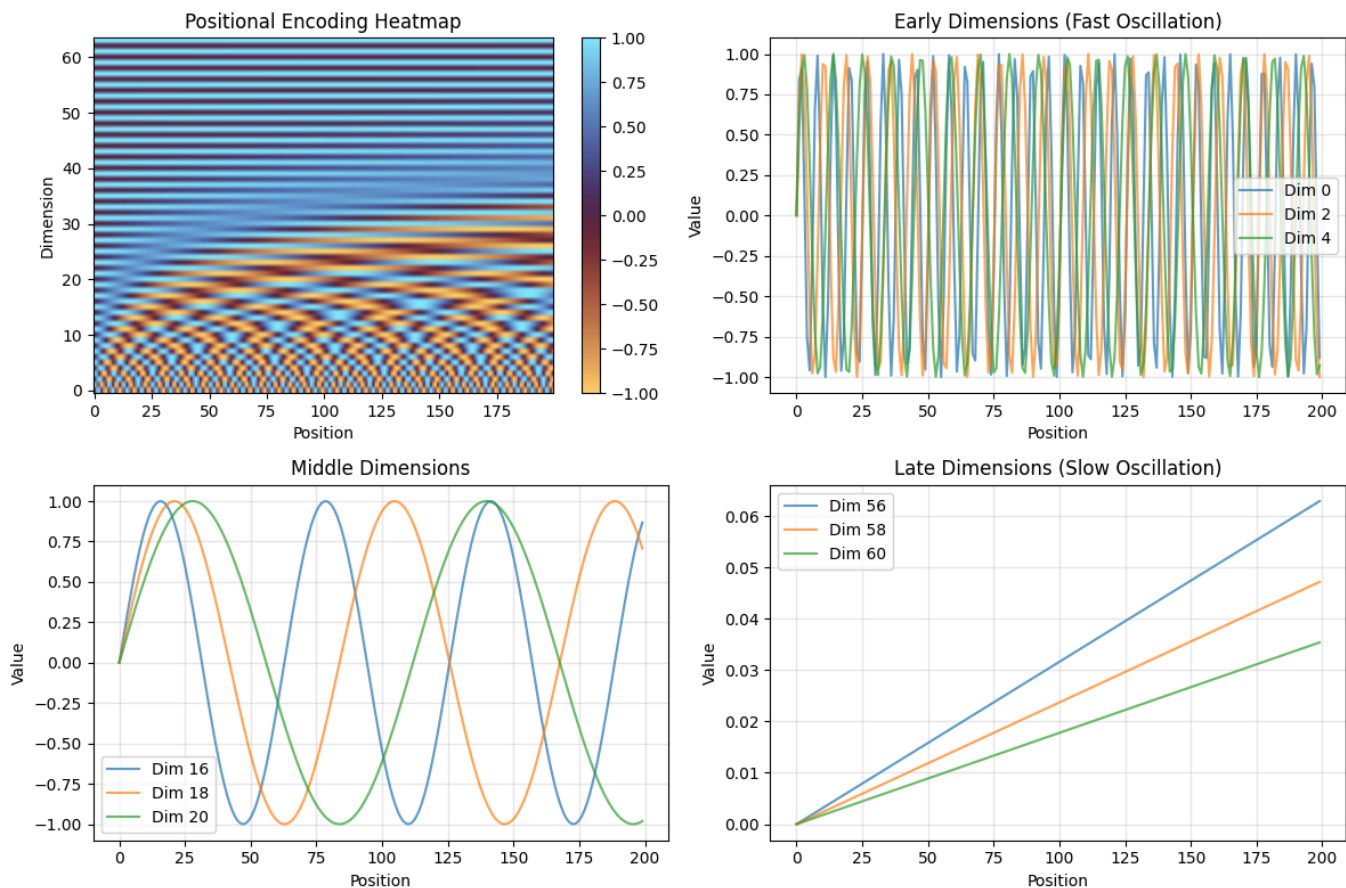 Positional Encoding Heatmap
60
50
40
30
20
10
0
Dimension
0 25 50 75 100 125 150 175
Position
1.00
0.75
0.50
0.25
0.00
−0.25
−0.50
−0.75
−1.00
Early Dimensions (Fast Oscillation)
1.00
0.75
0.50
0.25
0.00
−0.25
−0.50
−0.75
−1.00
Value
Dim 0
Dim 2
Dim 4
0 25 50 75 100 125 150 175 200
Position
Middle Dimensions
1.00
0.75
0.50
0.25
0.00
−0.25
−0.50
−0.75
−1.00
Value
Dim 16
Dim 18
Dim 20
0 25 50 75 100 125 150 175 200
Position
Late Dimensions (Slow Oscillation)
Dim 56
Dim 58
Dim 60
0.06
0.05
0.04
0.03
0.02
0.01
0.00
Value
0 25 50 75 100 125 150 175 200
Position